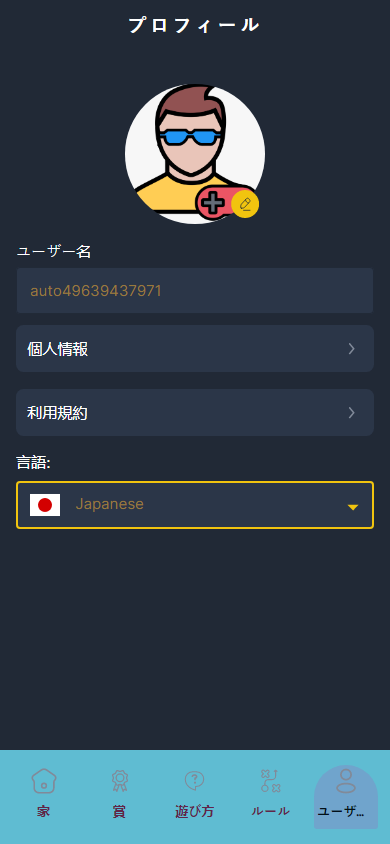 プロフィール
ユーザー名
auto49639437971
個人情報
利用規約
言語:
Japanese
家
賞
遊び方
ルール
ユーザ...